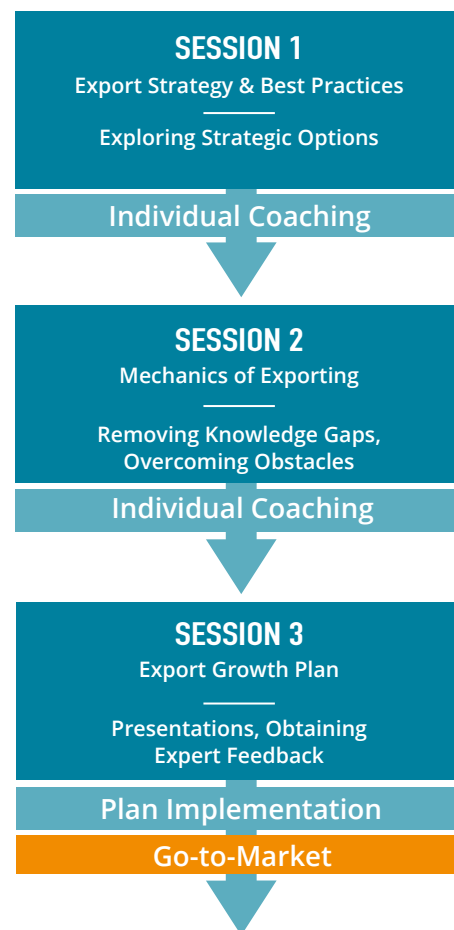 SESSION 1
Export Strategy & Best Practices
Exploring Strategic Options
Individual Coaching
SESSION 2
Mechanics of Exporting
Removing Knowledge Gaps,
Overcoming Obstacles
Individual Coaching
SESSION 3
Export Growth Plan
Presentations, Obtaining
Expert Feedback
Plan Implementation
Go-to-Market